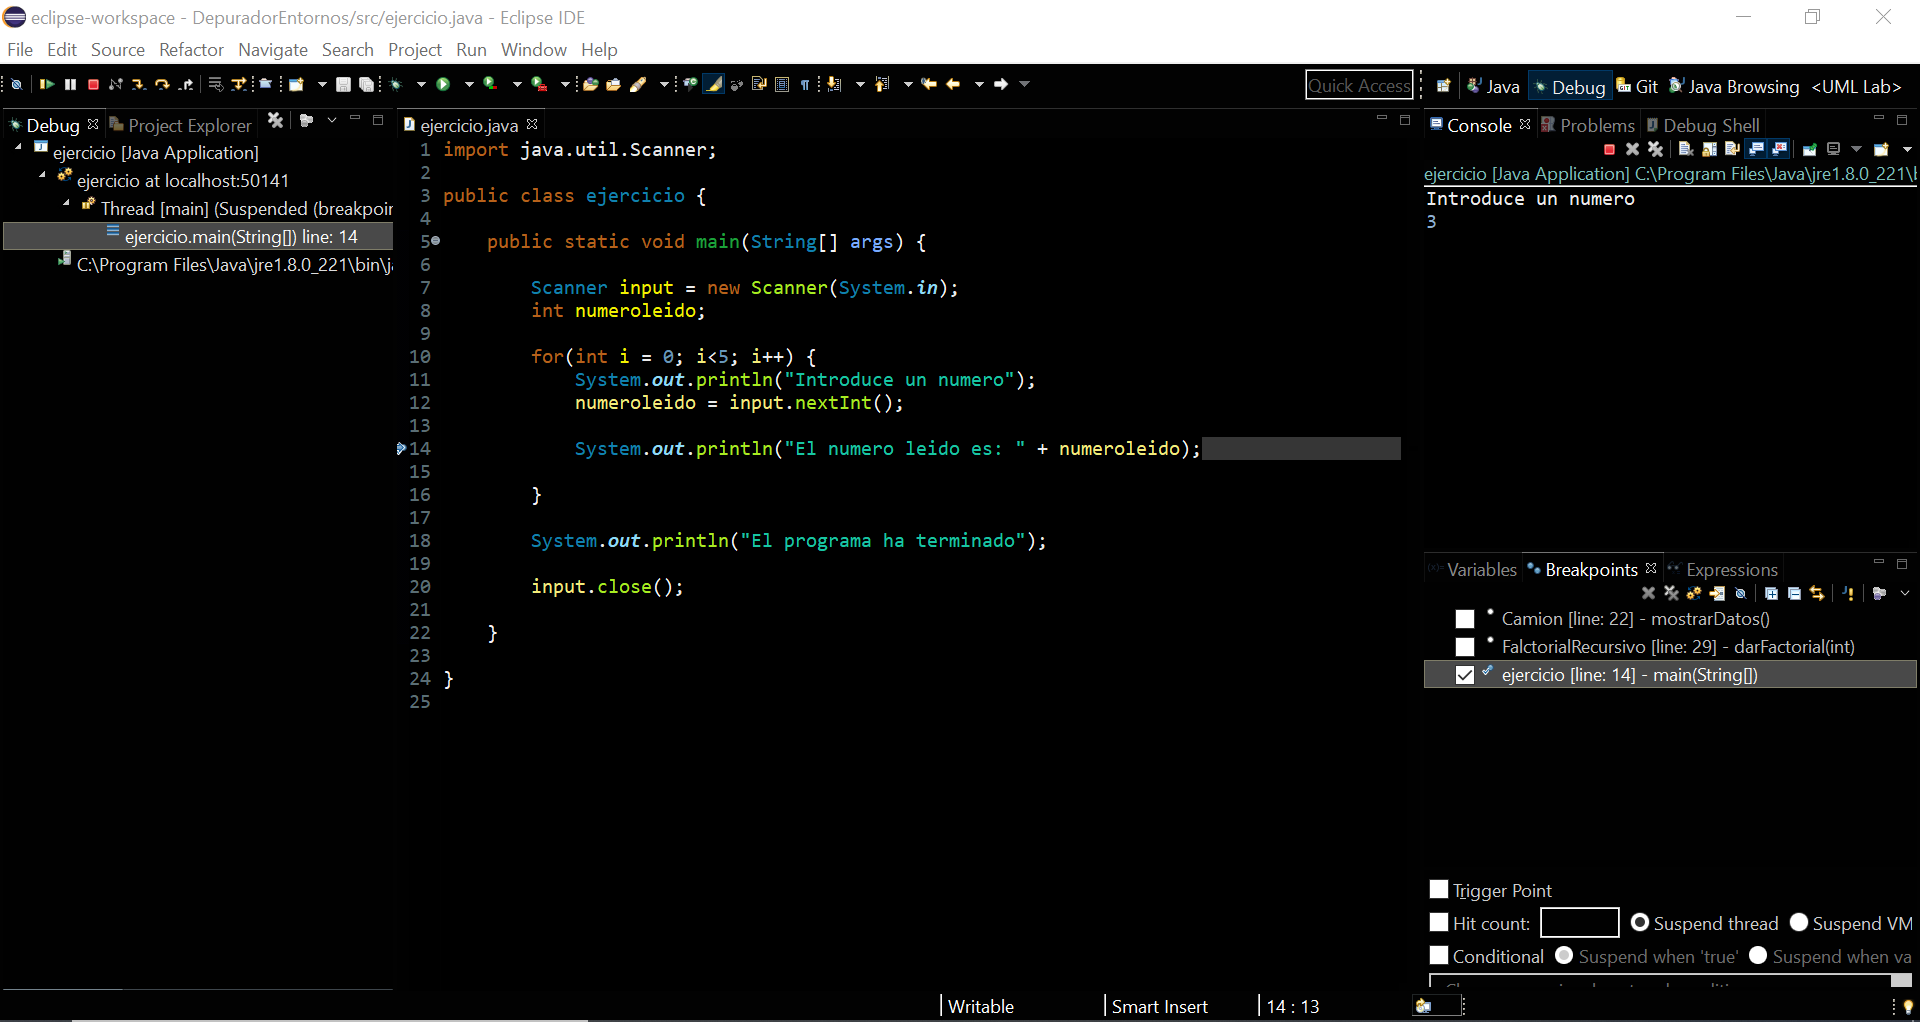 eclipse-workspace - DepuradorEntornos/src/ejercicio.java - Eclipse IDE
File Edit Source Refactor Navigate Search Project Run Window Help
Quick Access Java Debug Git Java Browsing <UML Lab>
Debug Project Explorer
ejercicio [Java Application]
ejercicio at localhost:50141
Thread [main] (Suspended (breakpoin
ejercicio.main(String[]) line: 14
C:\Program Files\Java\jre1.8.0_221\bin\ja
ejercicio.java
1 import java.util.Scanner;
2
3 public class ejercicio {
4
5 public static void main(String[] args) {
6
7 Scanner input = new Scanner(System.in);
8 int numeroleido;
9
10 for(int i = 0; i<5; i++) {
11 System.out.println("Introduce un numero");
12 numeroleido = input.nextInt();
13
14 System.out.println("El numero leido es: " + numeroleido);
15
16 }
17
18 System.out.println("El programa ha terminado");
19
20 input.close();
21
22 }
23
24 }
25
Console Problems Debug Shell
ejercicio [Java Application] C:\Program Files\Java\jre1.8.0_221\
Introduce un numero
3
Variables Breakpoints Expressions
Camion [line: 22] - mostrarDatos()
FalctorialRecursivo [line: 29] - darFactorial(int)
ejercicio [line: 14] - main(String[])
Trigger Point
Hit count: Suspend thread Suspend VM
Conditional Suspend when 'true' Suspend when va
Writable Smart Insert 14 : 13